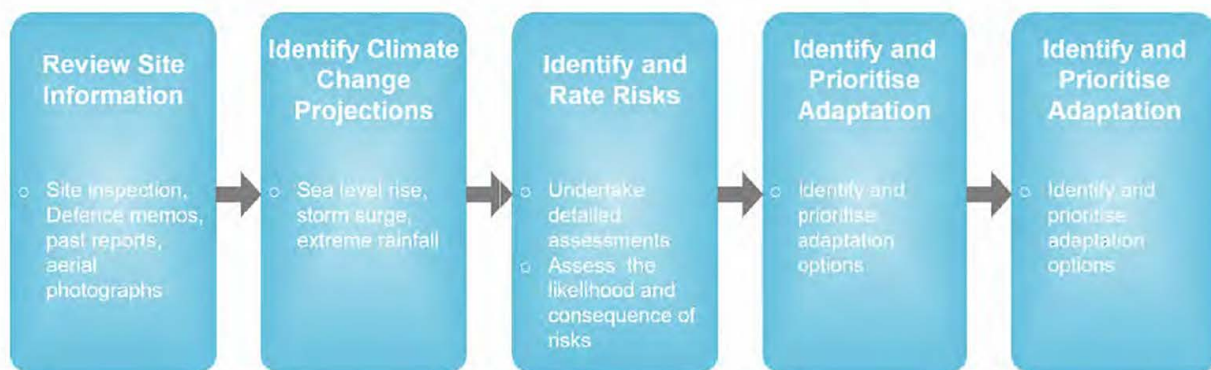 Review Site
Information
○ Site inspection,
Defence memos,
past reports,
aerial
photographs
Identify Climate
Change
Projections
○ Sea level rise,
storm surge,
extreme rainfall
Identify and
Rate Risks
○ Undertake
detailed
assessments
○ Assess the
likelihood and
consequence of
risks
Identify and
Prioritise
Adaptation
○ Identify and
prioritise
adaptation
options
Identify and
Prioritise
Adaptation
○ Identify and
prioritise
adaptation
options